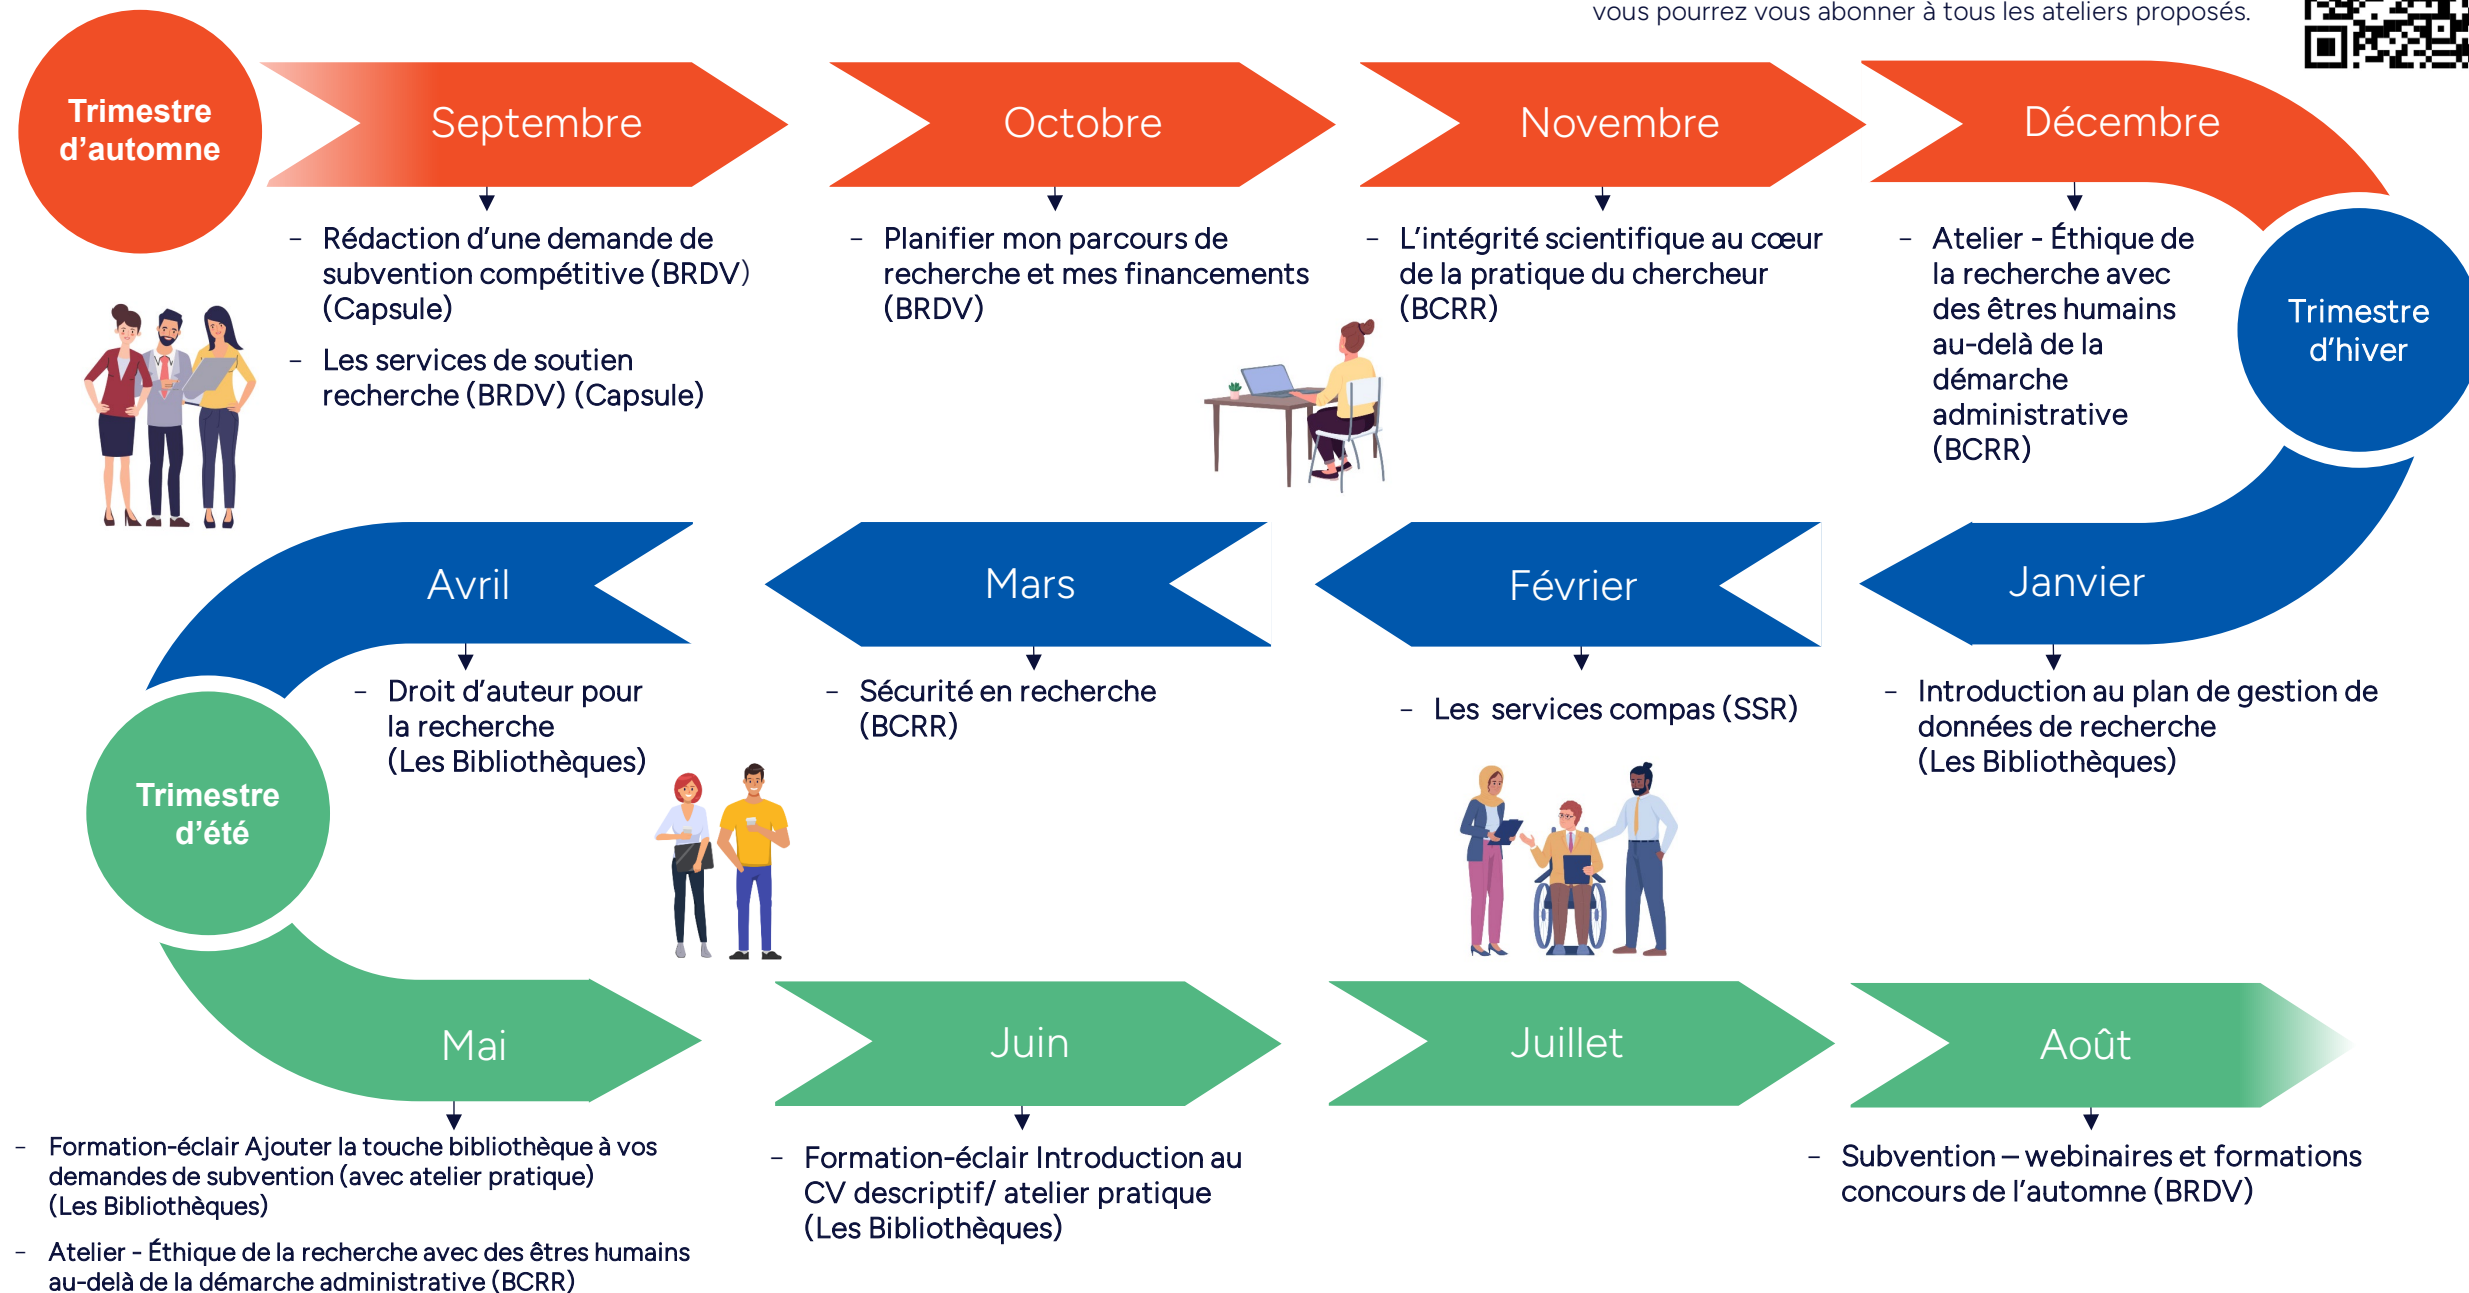 vous pourrez vous abonner à tous les ateliers proposés.
Trimestre
d’automne
Septembre
Octobre
Novembre
Décembre
– Rédaction d’une demande de
subvention compétitive (BRDV)
(Capsule)
– Les services de soutien
recherche (BRDV) (Capsule)
– Planifier mon parcours de
recherche et mes financements
(BRDV)
– L’intégrité scientifique au cœur
de la pratique du chercheur
(BCRR)
– Atelier - Éthique de
la recherche avec
des êtres humains
au-delà de la
démarche
administrative
(BCRR)
Trimestre
d’hiver
Janvier
– Introduction au plan de gestion de
données de recherche
(Les Bibliothèques)
Février
– Les services compas (SSR)
Mars
– Sécurité en recherche
(BCRR)
Avril
– Droit d’auteur pour
la recherche
(Les Bibliothèques)
Trimestre
d’été
Mai
– Formation-éclair Ajouter la touche bibliothèque à vos
demandes de subvention (avec atelier pratique)
(Les Bibliothèques)
– Atelier - Éthique de la recherche avec des êtres humains
au-delà de la démarche administrative (BCRR)
Juin
– Formation-éclair Introduction au
CV descriptif/ atelier pratique
(Les Bibliothèques)
Juillet
Août
– Subvention – webinaires et formations
concours de l’automne (BRDV)